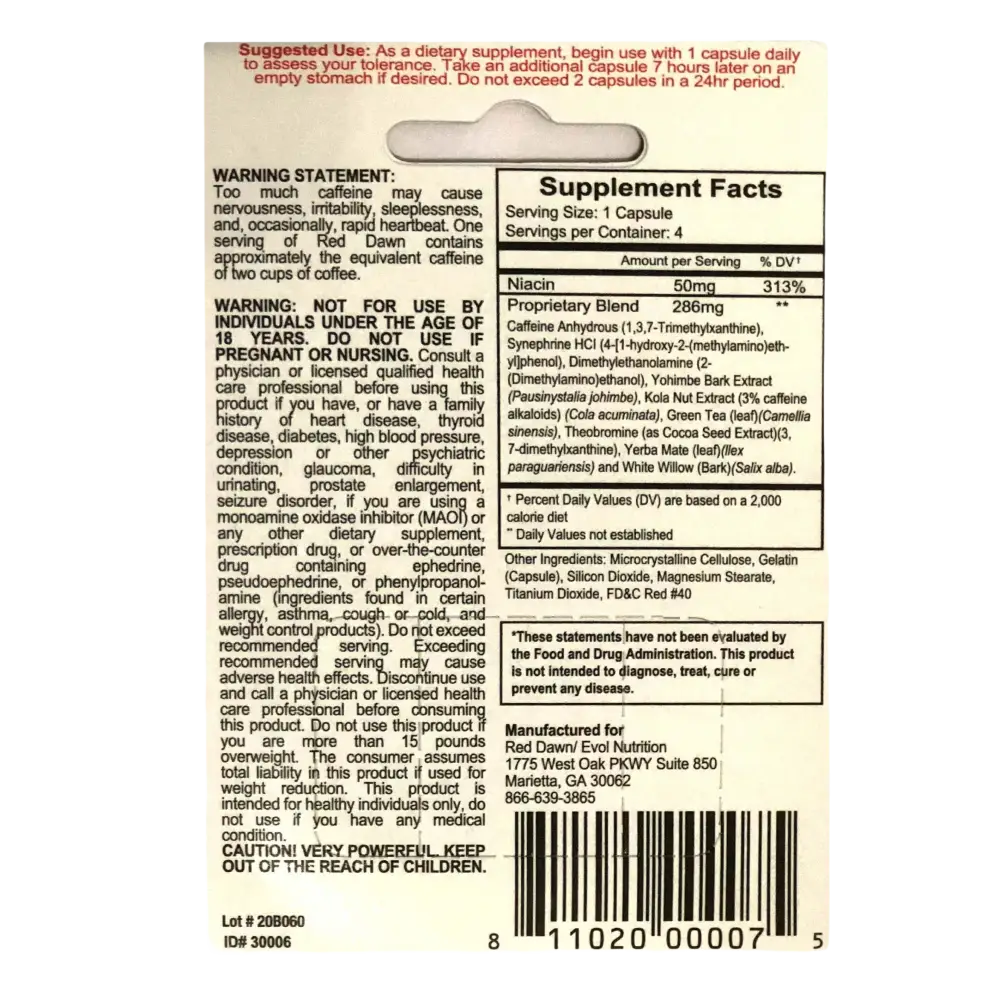 Suggested Use: As a dietary supplement, begin use with 1 capsule daily
to assess your tolerance. Take an additional capsule 7 hours later on an
empty stomach if desired. Do not exceed 2 capsules in a 24hr period.
WARNING STATEMENT:
Too much caffeine may cause
nervousness, irritability, sleeplessness,
and, occasionally, rapid heartbeat. One
serving of Red Dawn contains
approximately the equivalent caffeine
of two cups of coffee.
WARNING: NOT FOR USE BY
INDIVIDUALS UNDER THE AGE OF
18 YEARS. DO NOT USE IF
PREGNANT OR NURSING. Consult a
physician or licensed qualified health
care professional before using this
product if you have, or have a family
history of heart disease, thyroid
disease, diabetes, high blood pressure,
depression or other psychiatric
condition, glaucoma, difficulty in
urinating, prostate enlargement,
seizure disorder, if you are using a
monoamine oxidase inhibitor (MAOI) or
any other dietary supplement,
prescription drug, or over-the-counter
drug containing ephedrine,
pseudoephedrine, or phenylpropanol-
amine (ingredients found in certain
allergy, asthma, cough or cold, and
weight control products). Do not exceed
recommended serving. Exceeding
recommended serving may cause
adverse health effects. Discontinue use
and call a physician or licensed health
care professional before consuming
this product. Do not use this product if
you are more than 15 pounds
overweight. The consumer assumes
total liability in this product if used for
weight reduction. This product is
intended for healthy individuals only, do
not use if you have any medical
condition.
CAUTION! VERY POWERFUL. KEEP
OUT OF THE REACH OF CHILDREN.
Lot # 20B060
ID# 30006
Supplement Facts
Serving Size: 1 Capsule
Servings per Container: 4
Amount per Serving % DV†
Niacin 50mg 313%
Proprietary Blend 286mg **
Caffeine Anhydrous (1,3,7-Trimethylxanthine),
Synephrine HCl (4-[1-hydroxy-2-(methylamino)eth-
yl]phenol), Dimethylethanolamine (2-
(Dimethylamino)ethanol), Yohimbe Bark Extract
(Pausinystalia johimbe), Kola Nut Extract (3% caffeine
alkaloids) (Cola acuminata), Green Tea (leaf)(Camellia
sinensis), Theobromine (as Cocoa Seed Extract)(3,
7-dimethylxanthine), Yerba Mate (leaf)(Ilex
paraguariensis) and White Willow (Bark)(Salix alba).
† Percent Daily Values (DV) are based on a 2,000
calorie diet
** Daily Values not established
Other Ingredients: Microcrystalline Cellulose, Gelatin
(Capsule), Silicon Dioxide, Magnesium Stearate,
Titanium Dioxide, FD&C Red #40
*These statements have not been evaluated by
the Food and Drug Administration. This product
is not intended to diagnose, treat, cure or
prevent any disease.
Manufactured for
Red Dawn/ Evol Nutrition
1775 West Oak PKWY Suite 850
Marietta, GA 30062
866-639-3865
8 11020 00007 5